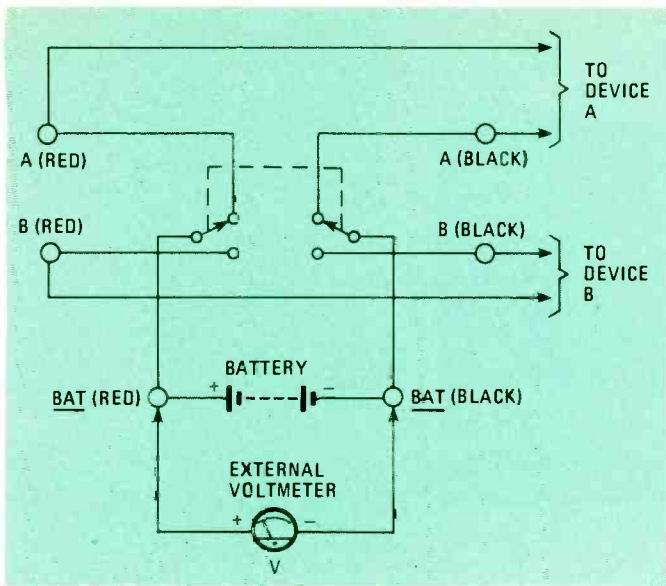 TO
DEVICE
A
A (RED)
A (BLACK)
B (RED)
B (BLACK)
TO
DEVICE
B
BATTERY
+
−
BAT (RED)
BAT (BLACK)
EXTERNAL
VOLTMETER
+
−
V